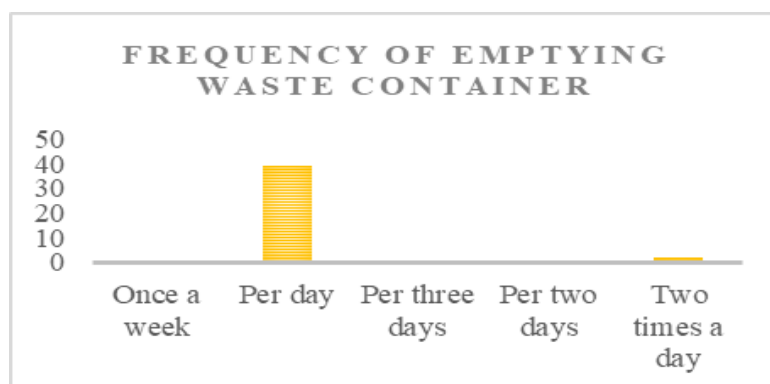 FREQUENCY OF EMPTYING
WASTE CONTAINER
50
40
30
20
10
0
Once a
week
Per day
Per three
days
Per two
days
Two
times a
day